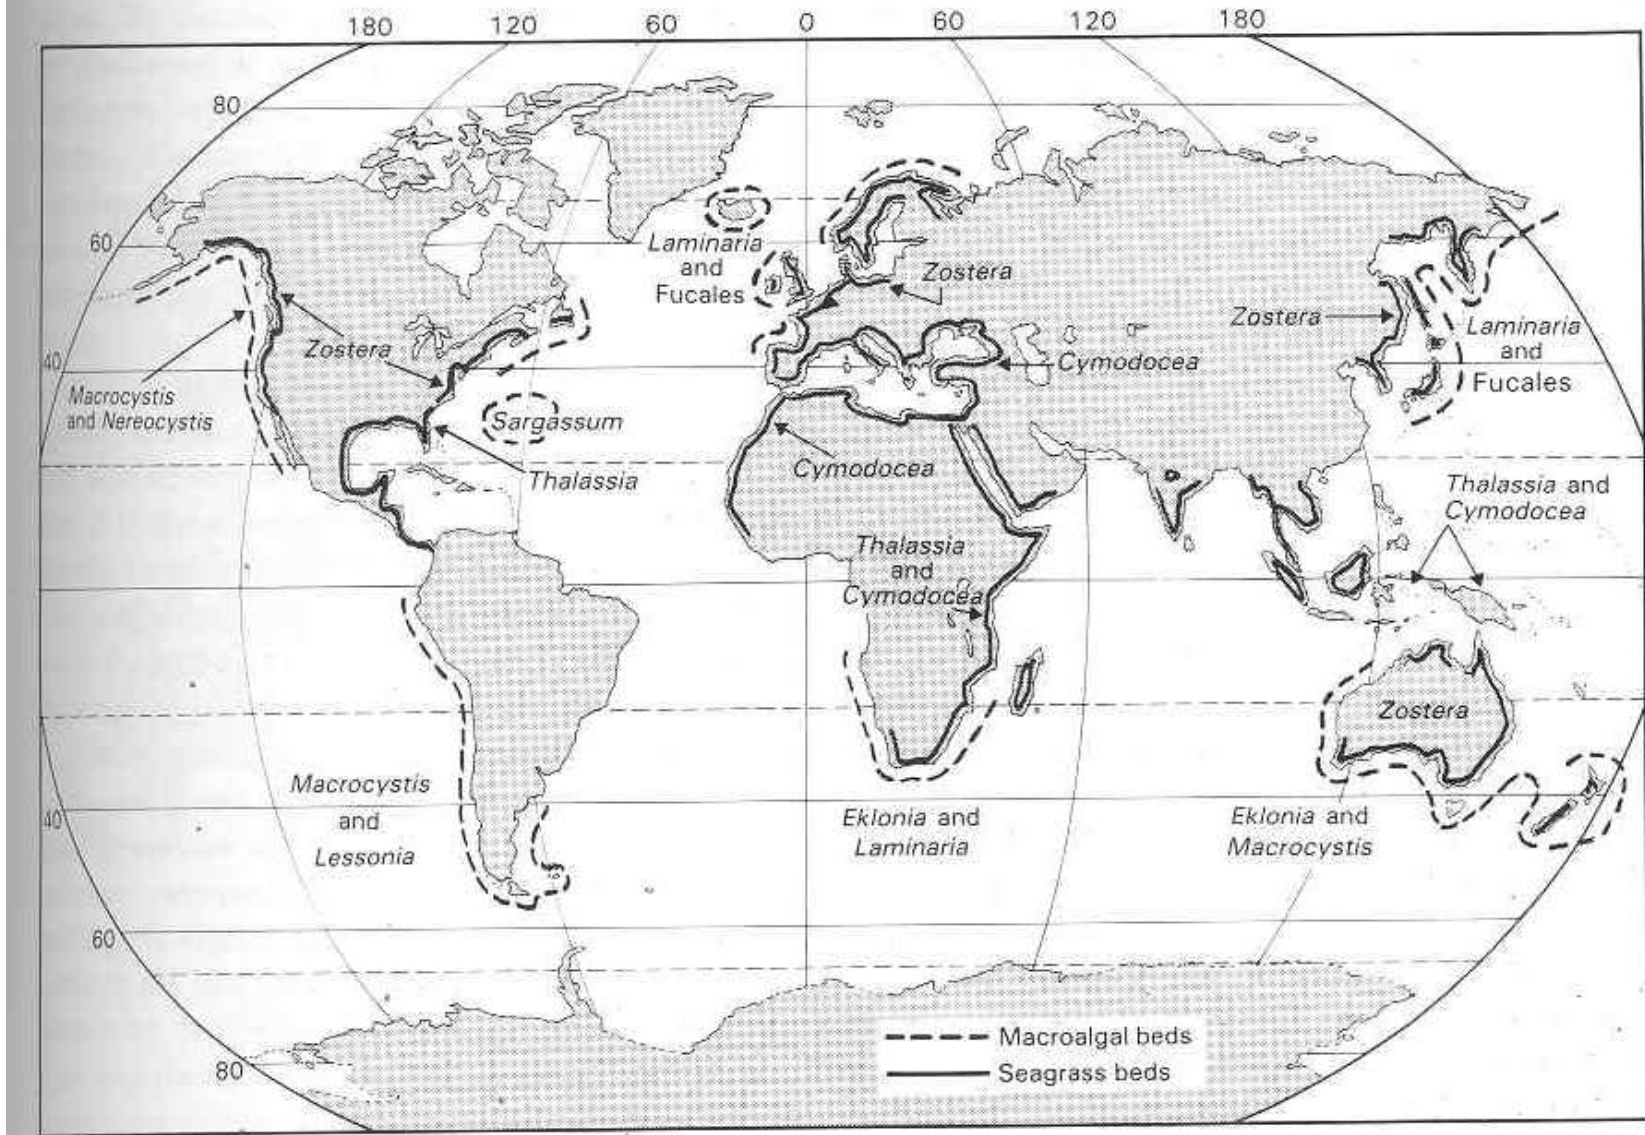 180 120 60 0 60 120 180
80
60
40
Laminaria
and
Fucales
Zostera
Zostera
Macrocystis
and Nereocystis
Sargassum
Thalassia
Zostera
Cymodocea
Cymodocea
Laminaria
and
Fucales
Thalassia and
Cymodocea
Thalassia
and
Cymodocea
Zostera
Macrocystis
and
Lessonia
Eklonia and
Laminaria
Eklonia and
Macrocystis
40
60
80
Macroalgal beds
Seagrass beds